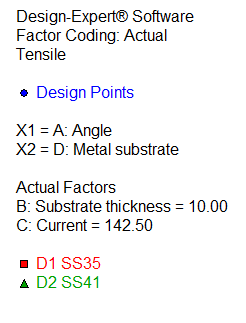 Design-Expert® Software
Factor Coding: Actual
Tensile
Design Points
X1 = A: Angle
X2 = D: Metal substrate
Actual Factors
B: Substrate thickness = 10.00
C: Current = 142.50
D1 SS35
D2 SS41